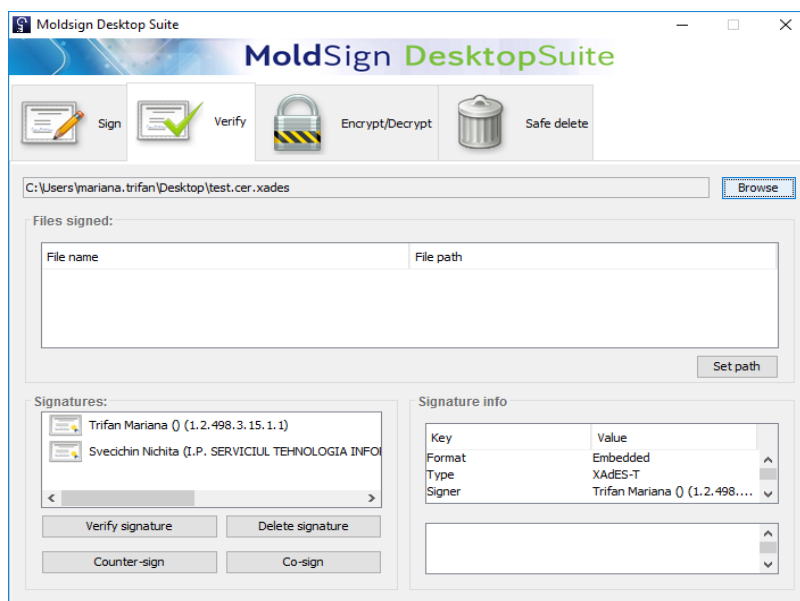 Moldsign Desktop Suite
MoldSign DesktopSuite
Sign
Verify
Encrypt/Decrypt
Safe delete
C:\Users\mariana.trifan\Desktop\test.cer.xades
Browse
Files signed:
File name File path
Set path
Signatures:
Trifan Mariana () (1.2.498.3.15.1.1)
Svecichin Nichita (I.P. SERVICIUL TEHNOLOGIA INFO
Verify signature Delete signature
Counter-sign Co-sign
Signature info
Key Value
Format Embedded
Type XAdES-T
Signer Trifan Mariana () (1.2.498....